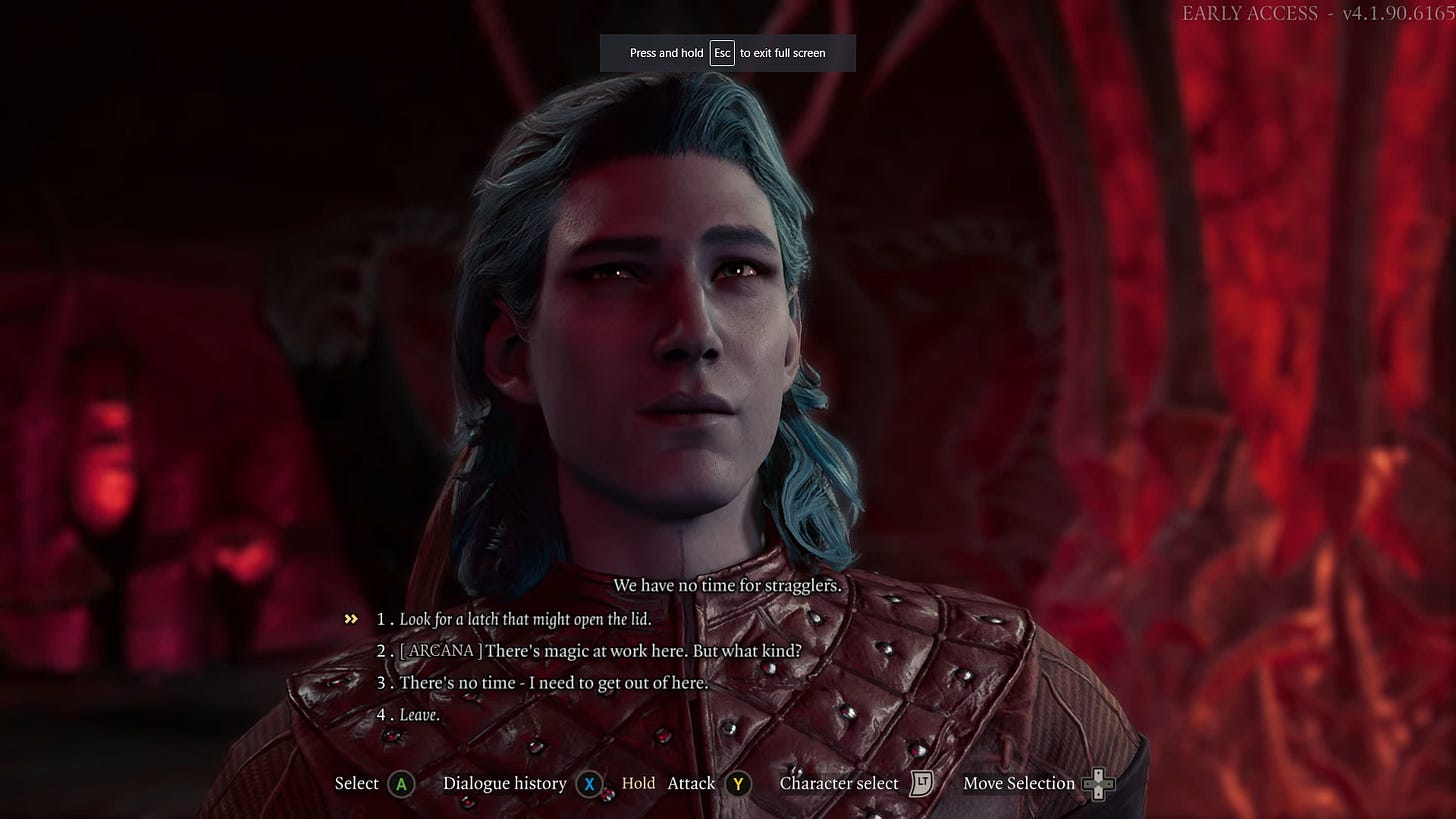 EARLY ACCESS - v4.1.90.6165
Press and hold Esc to exit full screen
We have no time for stragglers.
1. Look for a latch that might open the lid.
2. [ARCANA] There's magic at work here. But what kind?
3. There's no time - I need to get out of here.
4. Leave.
Select A Dialogue history X Hold Attack Y Character select LT Move Selection